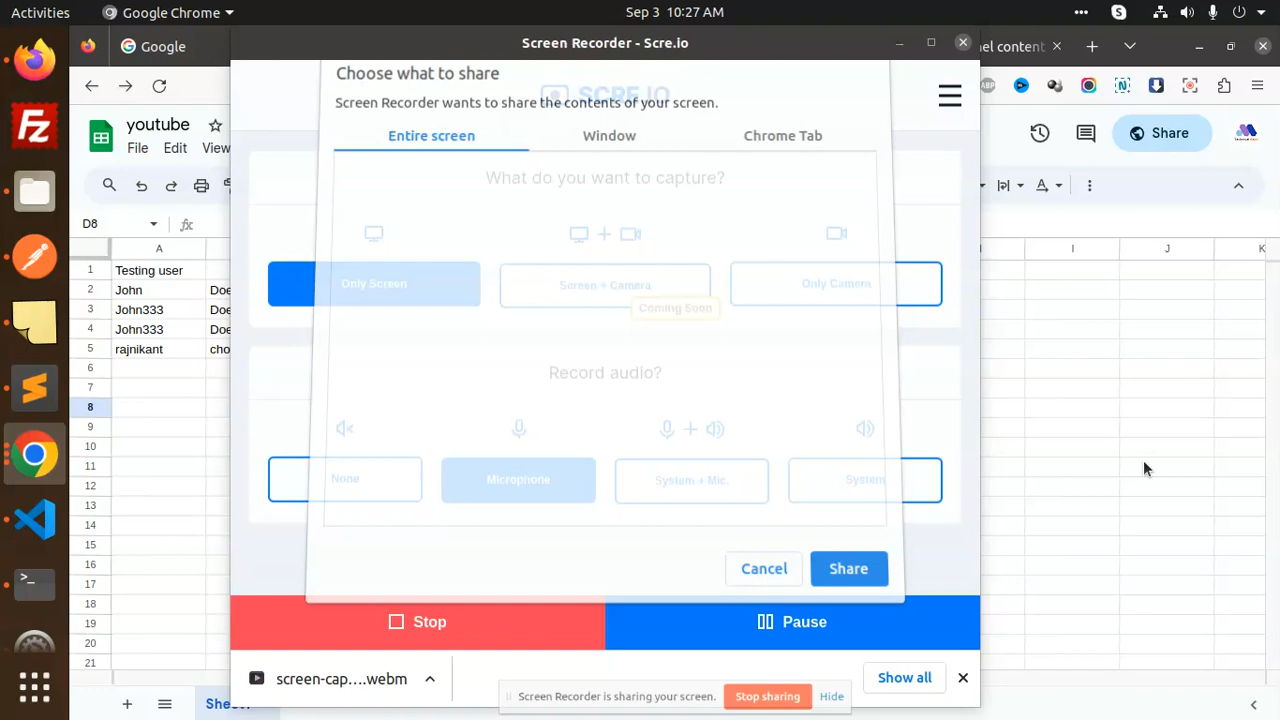 Activities
Google Chrome
Sep 3 10:27 AM
Screen Recorder - Scre.io
Google
nel content
Choose what to share
SCRE.IO
Screen Recorder wants to share the contents of your screen.
youtube
Share
File Edit View
Entire screen
Window
Chrome Tab
What do you want to capture?
D8
fx
A I J K
Only Screen
Screen + Camera
Only Camera
Coming Soon
1 Testing user
2 John Doe
3 John333 Doe
4 John333 Doe
5 rajnikant cho
6
7
8
9
10
11
12
13
14
15
16
17
18
19
20
21
Record audio?
None
Microphone
System + Mic.
System
Cancel
Share
Stop
Pause
screen-cap....webm
Show all
Screen Recorder is sharing your screen.
Stop sharing
Hide